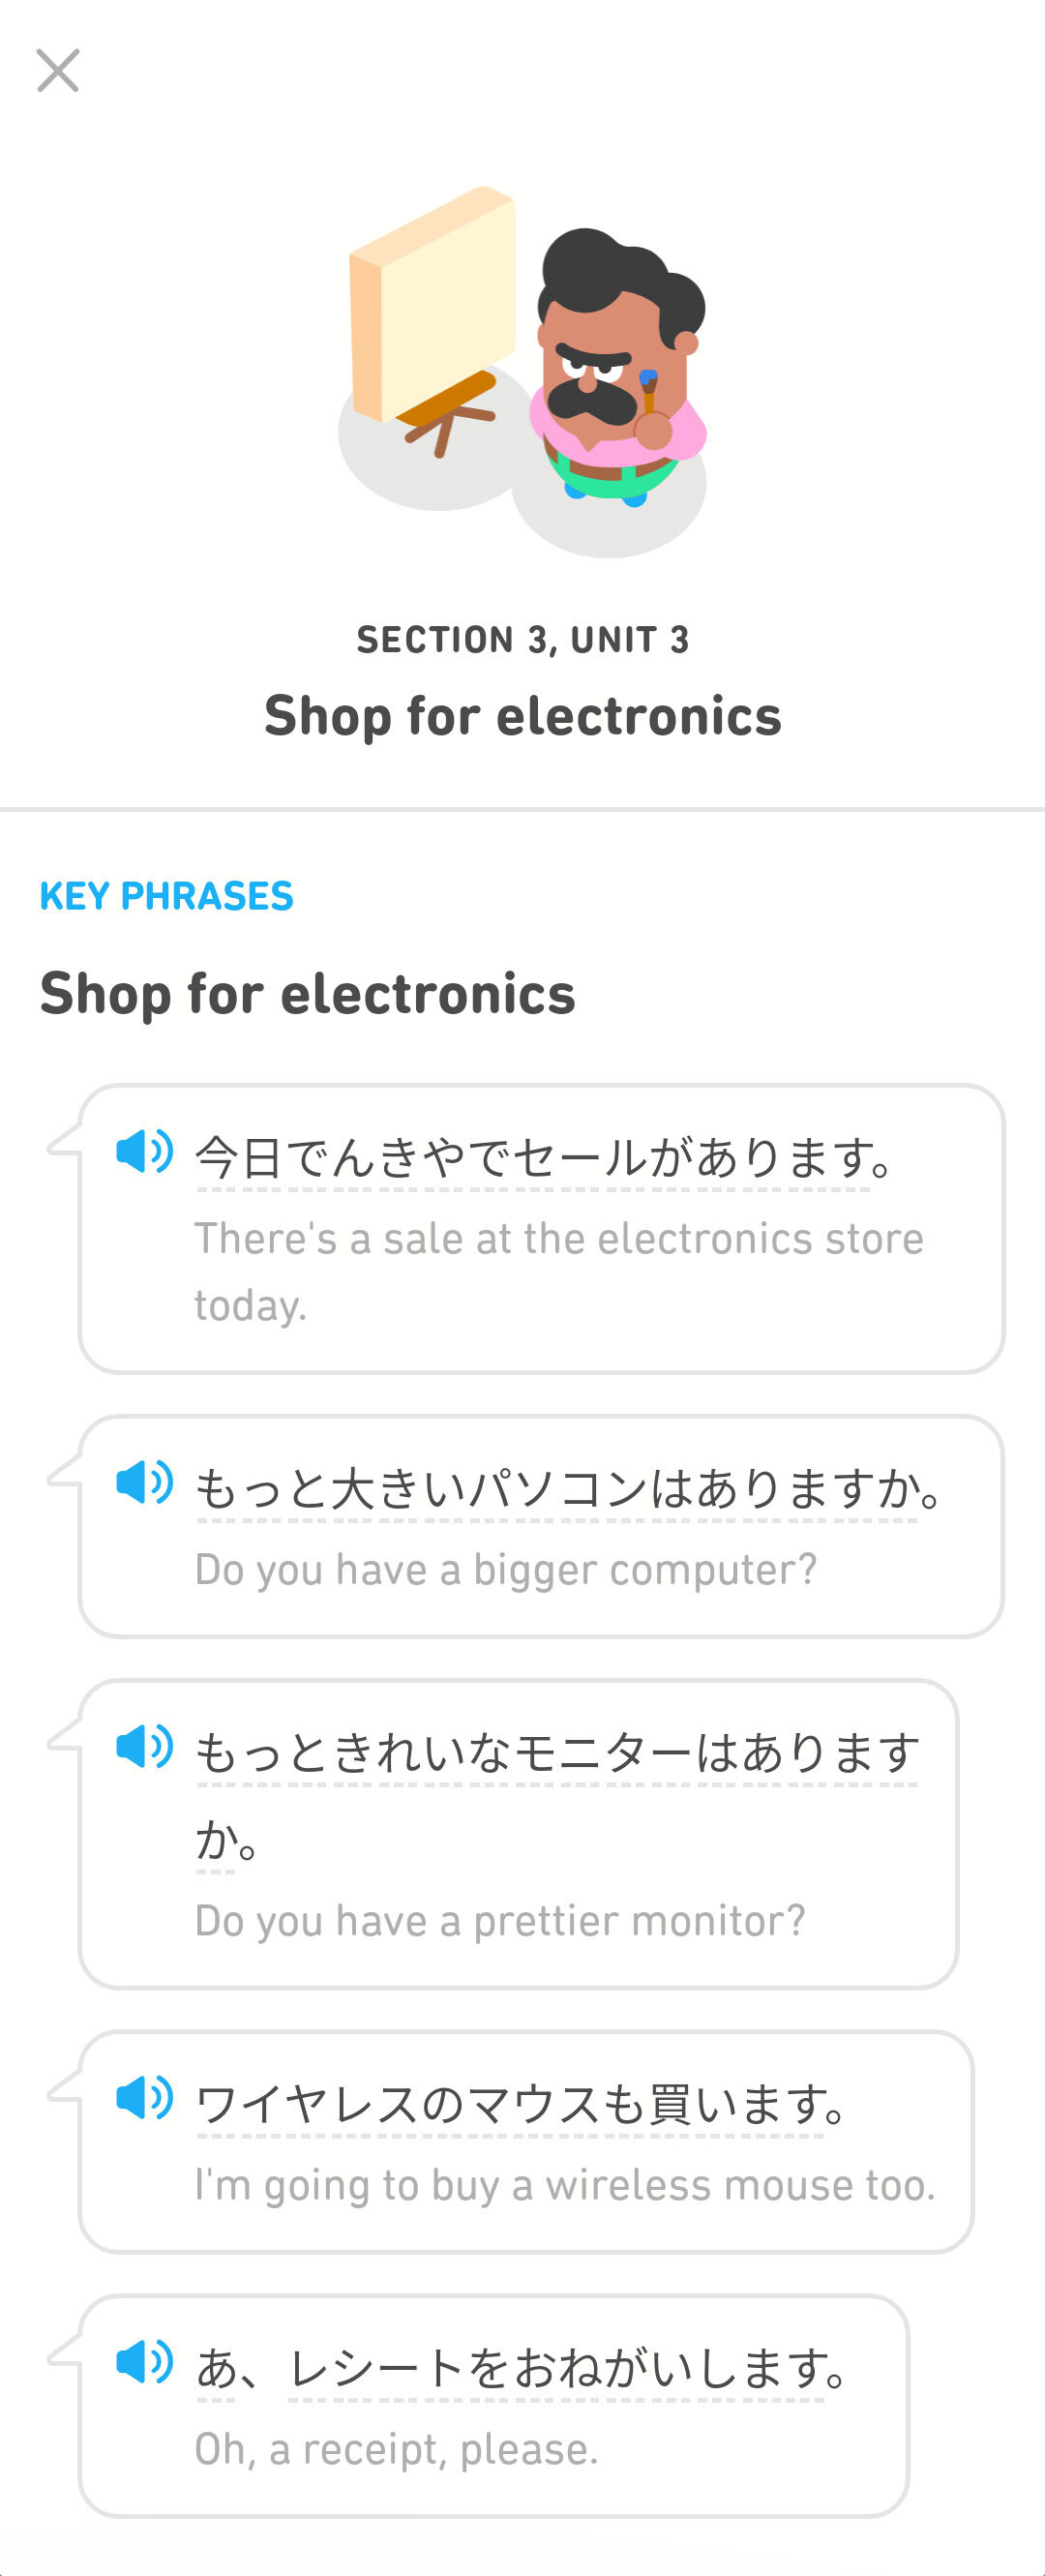 SECTION 3, UNIT 3
Shop for electronics
KEY PHRASES
Shop for electronics
今日でんきやでセールがあります。
There's a sale at the electronics store
today.
もっと大きいパソコンはありますか。
Do you have a bigger computer?
もっときれいなモニターはあります
か。
Do you have a prettier monitor?
ワイヤレスのマウスも買います。
I'm going to buy a wireless mouse too.
あ、レシートをおねがいします。
Oh, a receipt, please.